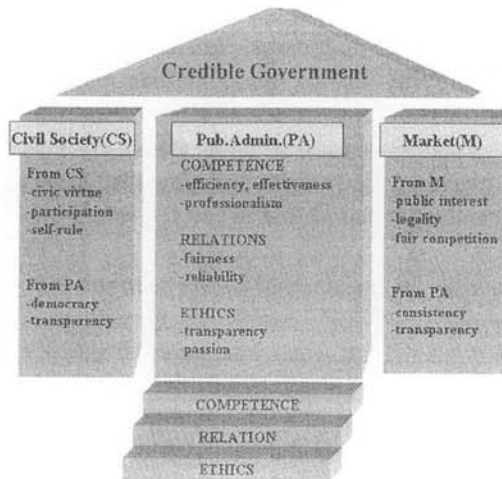 Credible Government
Civil Society(CS)
From CS
-civic virtue
-participation
-self-rule
From PA
-democracy
-transparency
Pub.Admin.(PA)
COMPETENCE
-efficiency, effectiveness
-professionalism
RELATIONS
-fairness
-reliability
ETHICS
-transparency
-passion
Market(M)
From M
-public interest
-legality
-fair competition
From PA
-consistency
-transparency
COMPETENCE
RELATION
ETHICS